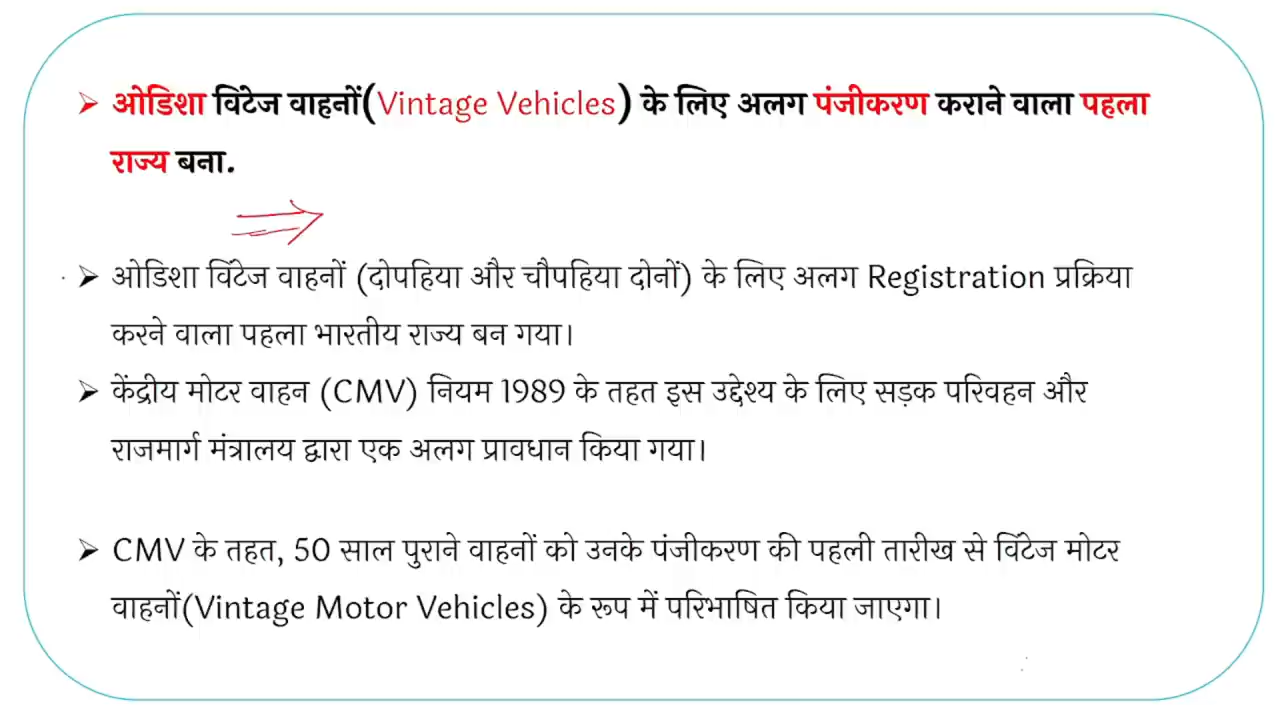 ओडिशा विंटेज वाहनों(Vintage Vehicles) के लिए अलग पंजीकरण कराने वाला पहला
राज्य बना.
ओडिशा विंटेज वाहनों (दोपहिया और चौपहिया दोनों) के लिए अलग Registration प्रक्रिया
करने वाला पहला भारतीय राज्य बन गया।
केंद्रीय मोटर वाहन (CMV) नियम 1989 के तहत इस उद्देश्य के लिए सड़क परिवहन और
राजमार्ग मंत्रालय द्वारा एक अलग प्रावधान किया गया।
CMV के तहत, 50 साल पुराने वाहनों को उनके पंजीकरण की पहली तारीख से विंटेज मोटर
वाहनों(Vintage Motor Vehicles) के रूप में परिभाषित किया जाएगा।